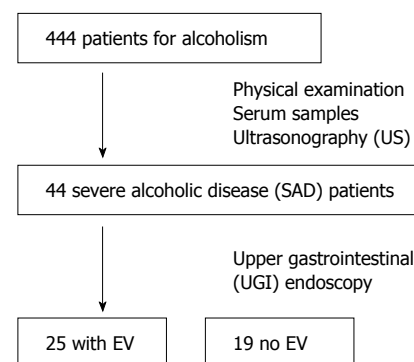 444 patients for alcoholism
Physical examination
Serum samples
Ultrasonography (US)
44 severe alcoholic disease (SAD) patients
Upper gastrointestinal
(UGI) endoscopy
25 with EV
19 no EV